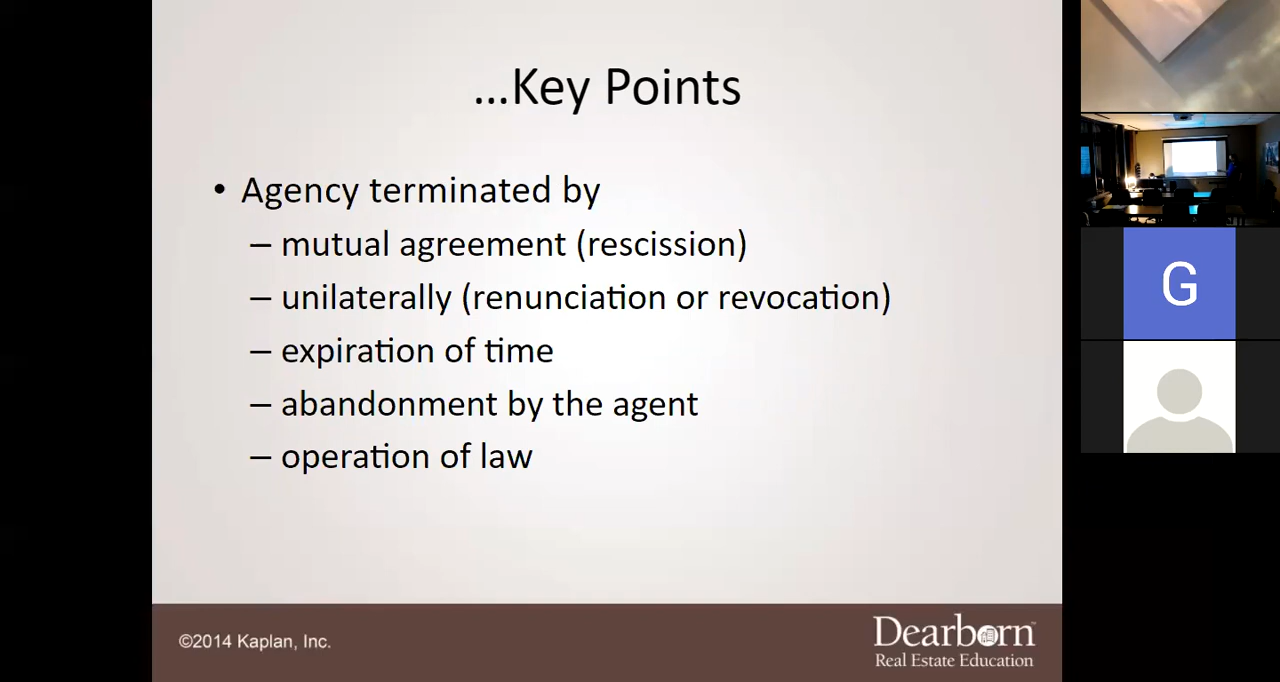 …Key Points
• Agency terminated by
– mutual agreement (rescission)
– unilaterally (renunciation or revocation)
– expiration of time
– abandonment by the agent
– operation of law
©2014 Kaplan, Inc.
Dearborn™
Real Estate Education
G